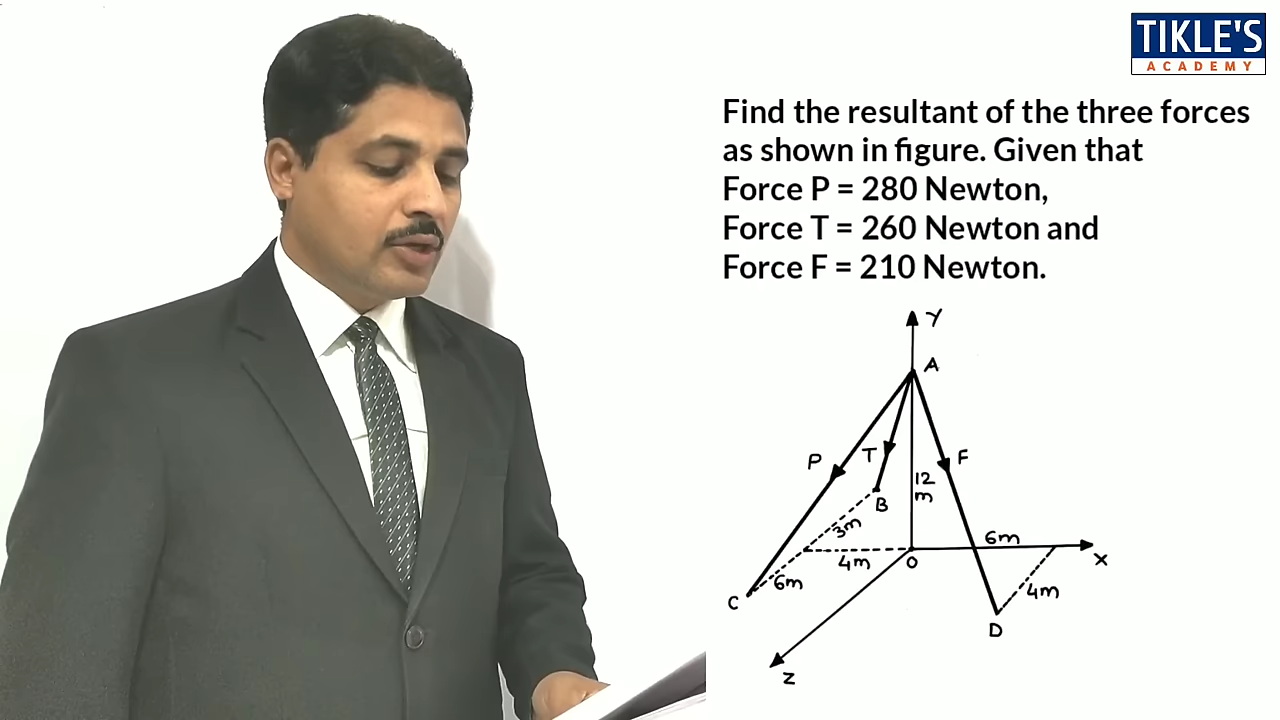 TIKLE'S
ACADEMY
Find the resultant of the three forces
as shown in figure. Given that
Force P = 280 Newton,
Force T = 260 Newton and
Force F = 210 Newton.
Y
A
P
T
F
12
m
B
3m
6m
4m
O
X
6m
4m
C
D
Z